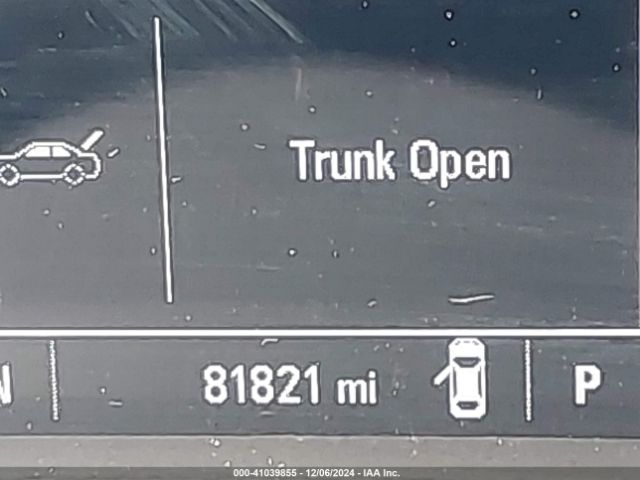 Trunk Open
N
81821 mi
P
000-41039855 - 12/06/2024 - IAA Inc.